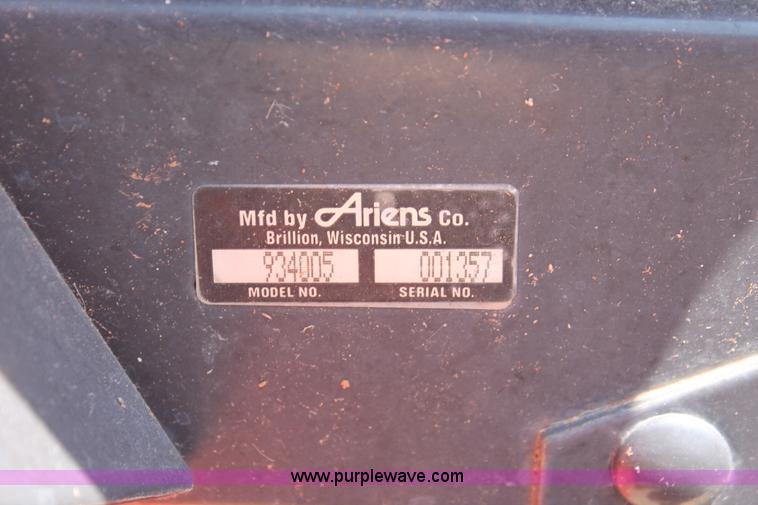 Mfd by Ariens Co.
Brillion, Wisconsin U.S.A.
934005 001357
MODEL NO. SERIAL NO.
www.purplewave.com